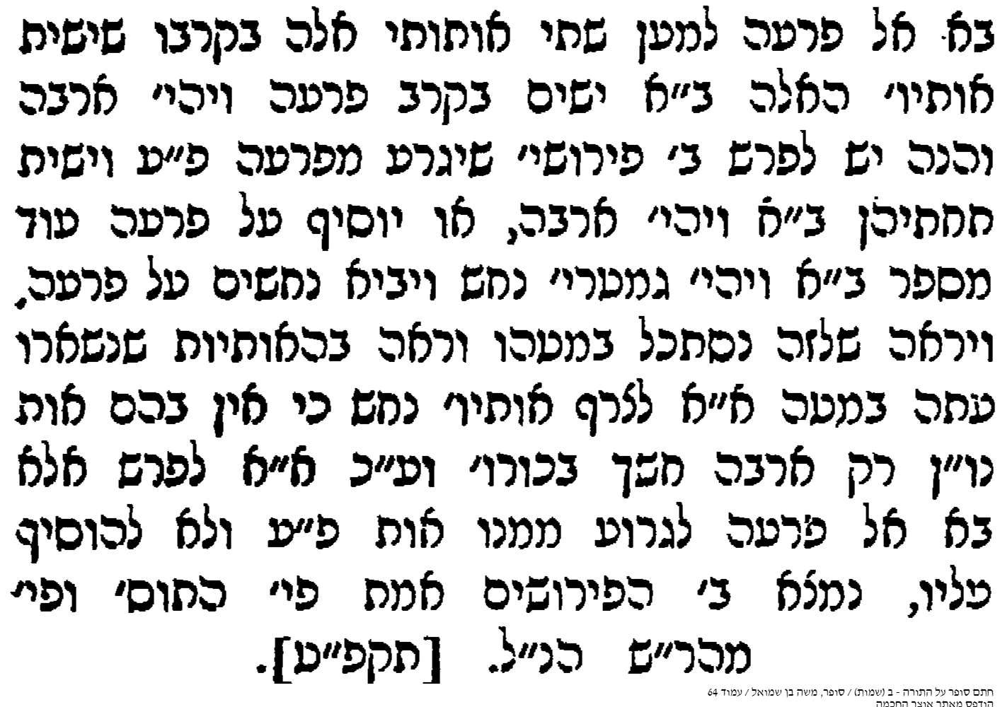 בא אל פרעה למען שתי אותותי אלה בקרבו שישית
אותיו׳ האלה ב״א ישים בקרב פרעה ויהי׳ ארבה
והנה יש לפרש ב׳ פירושי׳ שיגרע מפרעה פ״ע וישית
תחתיהן ב״א ויהי׳ ארבה, או יוסיף על פרעה עוד
מספר ב״א ויהי׳ גמטרי׳ נחש ויביא נחשים על פרעה,
ויראה שלזה נסתכל במטהו וראה בהאותיות שנשארו
עתה במטה א״א לצרף אותיו׳ נחש כי אין בהם אות
נו״ן רק ארבה חשך בכורו׳ וע״כ א״א לפרש אלא
בא אל פרעה לגרוע ממנו אות פ״ע ולא להוסיף
עליו, נמצא ב׳ הפירושים אמת פי׳ התוס׳ ופי׳
מהר״ש הנ״ל. [תקפ״ט].
חתם סופר על התורה - ב (שמות) / סופר, משה בן שמואל / עמוד 64
הודפס מאתר אוצר החכמה